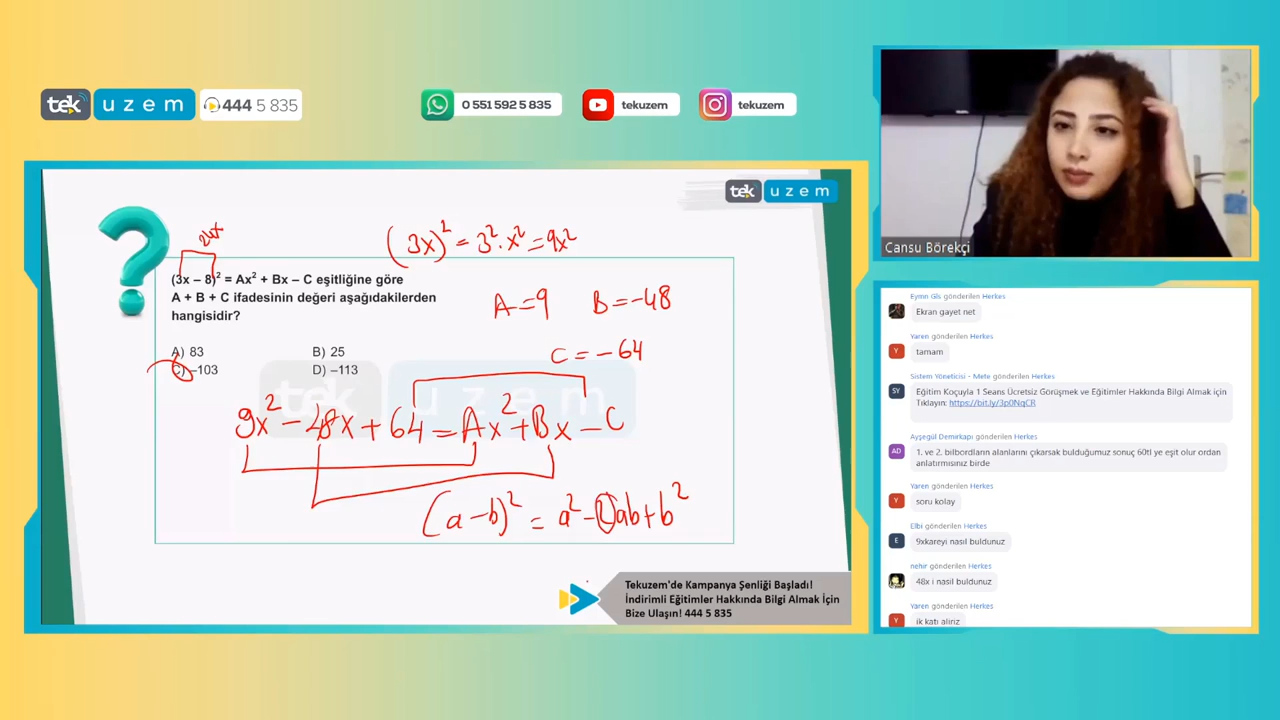 tek uzem
444 5 835
0 551 592 5 835
tekuzem
tekuzem
tek uzem
24x
(3x)² = 3² . x² = 9x²
(3x – 8)² = Ax² + Bx – C eşitliğine göre
A + B + C ifadesinin değeri aşağıdakilerden
hangisidir?
A = 9 B = -48
C = -64
A) 83 B) 25
C) –103 D) –113
tek uzem
9x² - 48x + 64 = Ax² + Bx - C
(a - b)² = a² - 2ab + b²
Tekuzem'de Kampanya Şenliği Başladı!
İndirimli Eğitimler Hakkında Bilgi Almak İçin
Bize Ulaşın! 444 5 835
Cansu Börekçi
Eymn Gls gönderilen Herkes
Ekran gayet net
Yaren gönderilen Herkes
Y
tamam
Sistem Yöneticisi - Mete gönderilen Herkes
SY
Eğitim Koçuyla 1 Seans Ücretsiz Görüşmek ve Eğitimler Hakkında Bilgi Almak için
Tıklayın: https://bit.ly/3p0NqCR
Ayşegül Demirkapı gönderilen Herkes
AD
1. ve 2. bilbordların alanlarını çıkarsak bulduğumuz sonuç 60tl ye eşit olur ordan
anlatırmısınız birde
Yaren gönderilen Herkes
Y
soru kolay
Elbi gönderilen Herkes
E
9xkareyi nasıl buldunuz
nehir gönderilen Herkes
48x i nasıl buldunuz
Yaren gönderilen Herkes
Y
ik katı alırız